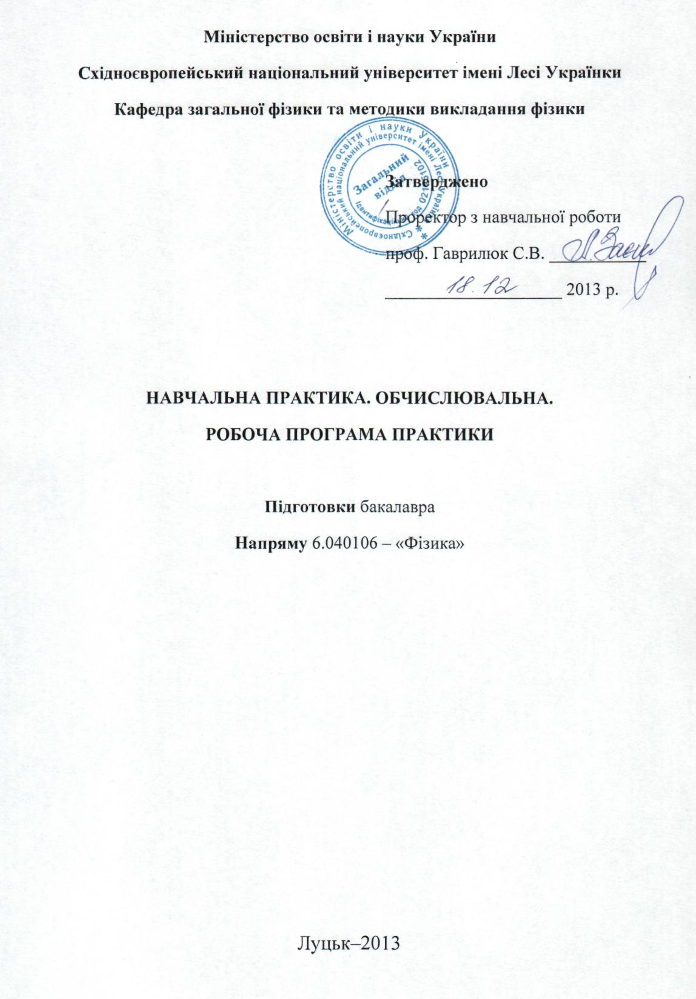 Міністерство освіти і науки України
Східноєвропейський національний університет імені Лесі Українки
Кафедра загальної фізики та методики викладання фізики
Міністерство освіти і науки України
Східноєвропейський національний університет імені Лесі Українки
Загальний
відділ
Ідентифікаційний код 02125102
Затверджено
Проректор з навчальної роботи
проф. Гаврилюк С.В.
18.12 2013 р.
НАВЧАЛЬНА ПРАКТИКА. ОБЧИСЛЮВАЛЬНА.
РОБОЧА ПРОГРАМА ПРАКТИКИ
Підготовки бакалавра
Напряму 6.040106 – «Фізика»
Луцьк–2013